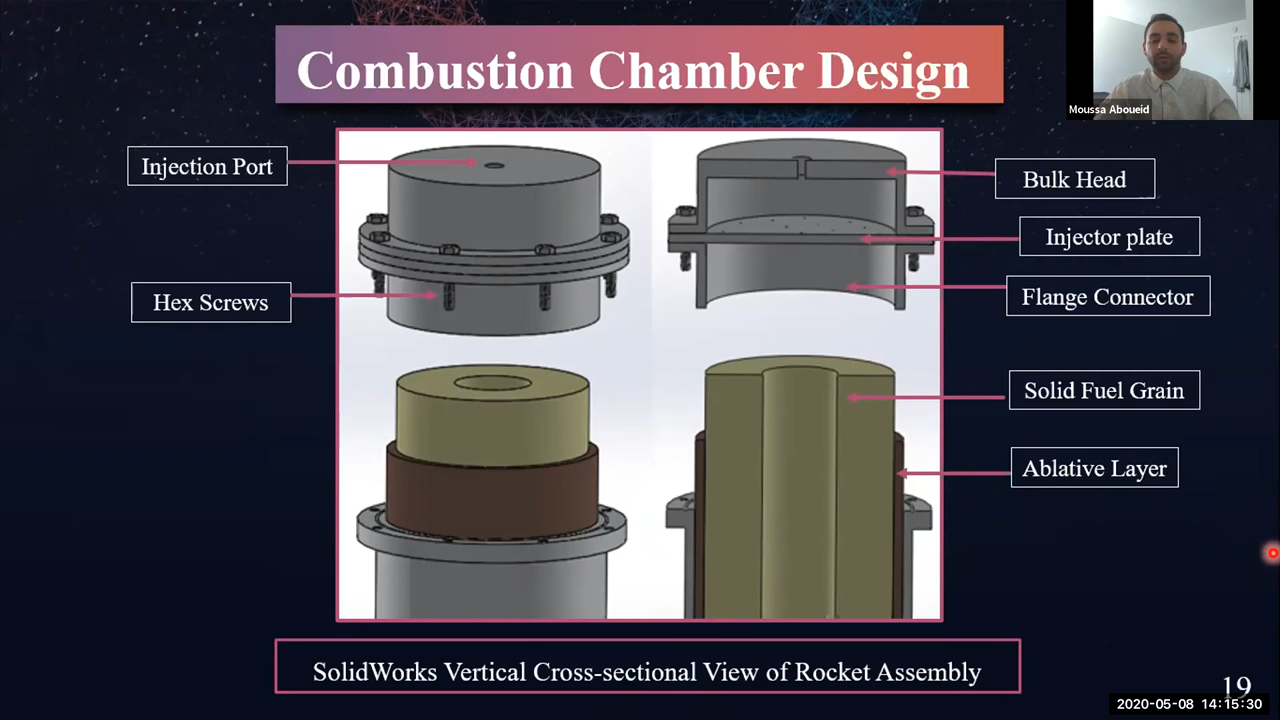 Combustion Chamber Design
Moussa Aboueid
Injection Port
Hex Screws
Bulk Head
Injector plate
Flange Connector
Solid Fuel Grain
Ablative Layer
SolidWorks Vertical Cross-sectional View of Rocket Assembly
19
2020-05-08 14:15:30